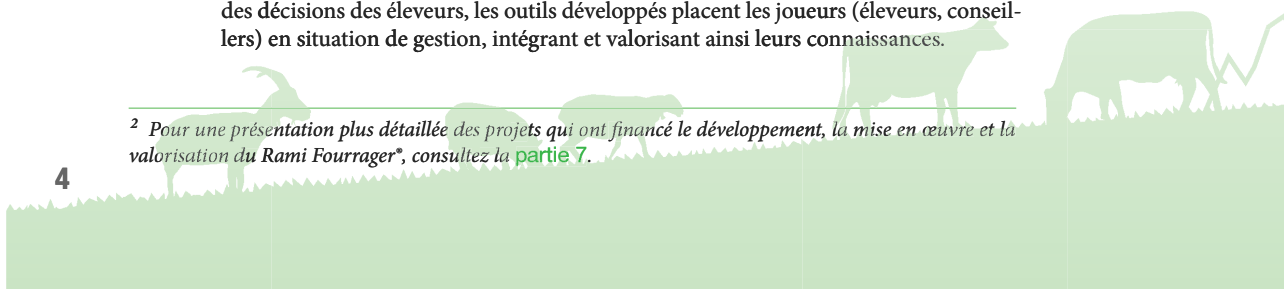 des décisions des éleveurs, les outils développés placent les joueurs (éleveurs, conseil-
lers) en situation de gestion, intégrant et valorisant ainsi leurs connaissances.
² Pour une présentation plus détaillée des projets qui ont financé le développement, la mise en œuvre et la
valorisation du Rami Fourrager®, consultez la partie 7.
4